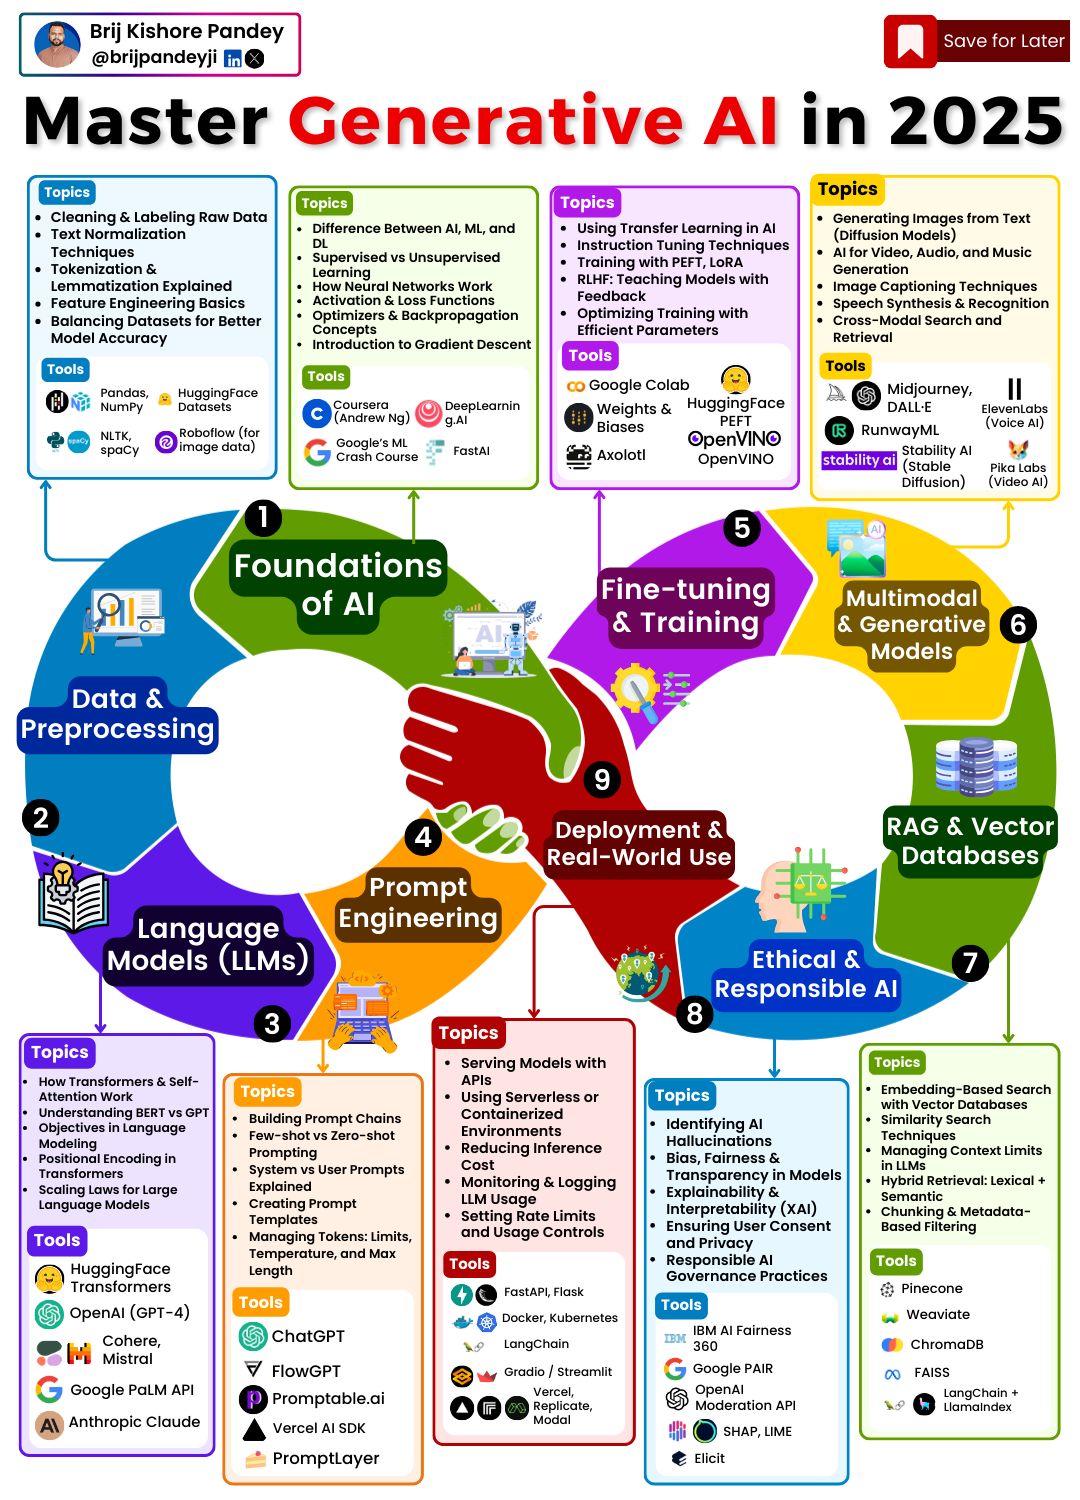 Brij Kishore Pandey
@brijpandeyji in X
Save for Later
Master Generative AI in 2025
Topics
Cleaning & Labeling Raw Data
Text Normalization
Techniques
Tokenization &
Lemmatization Explained
Feature Engineering Basics
Balancing Datasets for Better
Model Accuracy
Tools
Pandas,
NumPy
HuggingFace
Datasets
spaCy
NLTK,
spaCy
Roboflow (for
image data)
Topics
Difference Between AI, ML, and
DL
Supervised vs Unsupervised
Learning
How Neural Networks Work
Activation & Loss Functions
Optimizers & Backpropagation
Concepts
Introduction to Gradient Descent
Tools
Coursera
(Andrew Ng)
DeepLearnin
g.AI
Google's ML
Crash Course
FastAI
Topics
Using Transfer Learning in AI
Instruction Tuning Techniques
Training with PEFT, LoRA
RLHF: Teaching Models with
Feedback
Optimizing Training with
Efficient Parameters
Tools
Google Colab
HuggingFace
PEFT
Weights &
Biases
OpenVINO
OpenVINO
Axolotl
Topics
Generating Images from Text
(Diffusion Models)
AI for Video, Audio, and Music
Generation
Image Captioning Techniques
Speech Synthesis & Recognition
Cross-Modal Search and
Retrieval
Tools
Midjourney,
DALL·E
ElevenLabs
(Voice AI)
RunwayML
stability ai
Stability AI
(Stable
Diffusion)
Pika Labs
(Video AI)
1
Foundations
of AI
AI
5
Fine-tuning
& Training
AI
Multimodal
& Generative
Models
6
Data &
Preprocessing
2
9
Deployment &
Real-World Use
RAG & Vector
Databases
4
Prompt
Engineering
Language
Models (LLMs)
3
Ethical &
Responsible AI
7
8
Topics
How Transformers & Self-
Attention Work
Understanding BERT vs GPT
Objectives in Language
Modeling
Positional Encoding in
Transformers
Scaling Laws for Large
Language Models
Tools
HuggingFace
Transformers
OpenAI (GPT-4)
Cohere,
Mistral
Google PaLM API
Anthropic Claude
Topics
Building Prompt Chains
Few-shot vs Zero-shot
Prompting
System vs User Prompts
Explained
Creating Prompt
Templates
Managing Tokens: Limits,
Temperature, and Max
Length
Tools
ChatGPT
FlowGPT
Promptable.ai
Vercel AI SDK
PromptLayer
Topics
Serving Models with
APIs
Using Serverless or
Containerized
Environments
Reducing Inference
Cost
Monitoring & Logging
LLM Usage
Setting Rate Limits
and Usage Controls
Tools
FastAPI, Flask
Docker, Kubernetes
LangChain
Gradio / Streamlit
Vercel,
Replicate,
Modal
Topics
Identifying AI
Hallucinations
Bias, Fairness &
Transparency in Models
Explainability &
Interpretability (XAI)
Ensuring User Consent
and Privacy
Responsible AI
Governance Practices
Tools
IBM
IBM AI Fairness
360
Google PAIR
OpenAI
Moderation API
SHAP, LIME
Elicit
Topics
Embedding-Based Search
with Vector Databases
Similarity Search
Techniques
Managing Context Limits
in LLMs
Hybrid Retrieval: Lexical +
Semantic
Chunking & Metadata-
Based Filtering
Tools
Pinecone
Weaviate
ChromaDB
FAISS
LangChain +
LlamaIndex